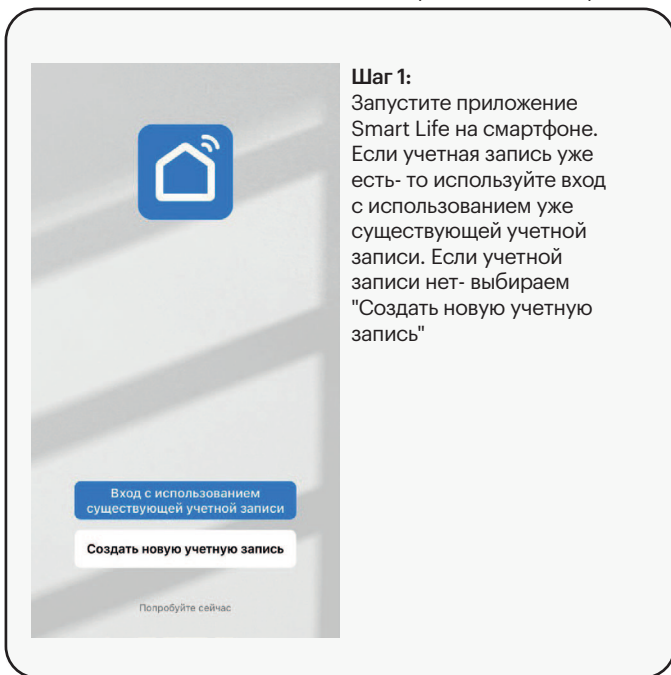 Шаг 1:
Запустите приложение
Smart Life на смартфоне.
Если учетная запись уже
есть- то используйте вход
с использованием уже
существующей учетной
записи. Если учетной
записи нет- выбираем
"Создать новую учетную
запись"
Вход с использованием
существующей учетной записи
Создать новую учетную запись
Попробуйте сейчас